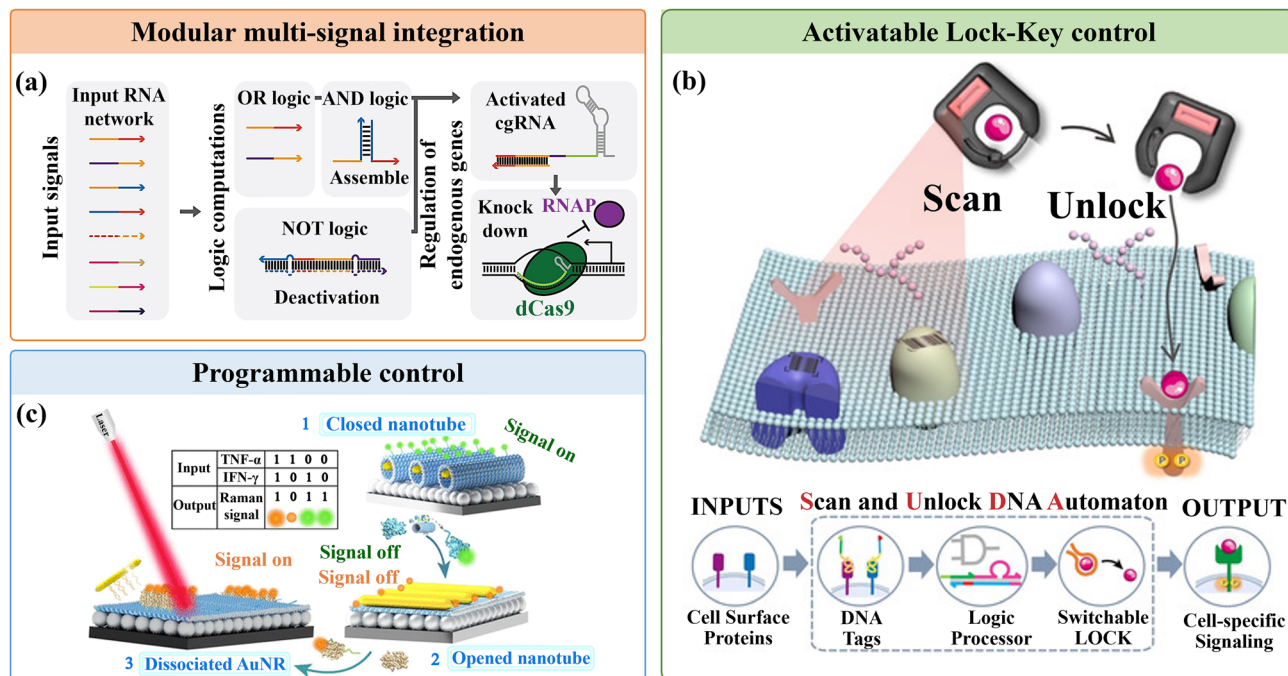 Modular multi-signal integration
(a)
Input signals
Input RNA
network
Logic computations
OR logic
AND logic
Assemble
NOT logic
Deactivation
Regulation of
endogenous genes
Activated
cgRNA
Knock
down
RNAP
dCas9
Activatable Lock-Key control
(b)
Scan
Unlock
P P
INPUTS
Scan and Unlock DNA Automaton
OUTPUT
Cell Surface
Proteins
DNA
Tags
Logic
Processor
Switchable
LOCK
Cell-specific
Signaling
Programmable control
(c)
Laser
Input TNF-α 1 1 0 0
IFN-γ 1 0 1 0
Output Raman
signal 1 0 1 1
1 Closed nanotube
Signal on
Signal off
Signal off
Signal on
2 Opened nanotube
3 Dissociated AuNR